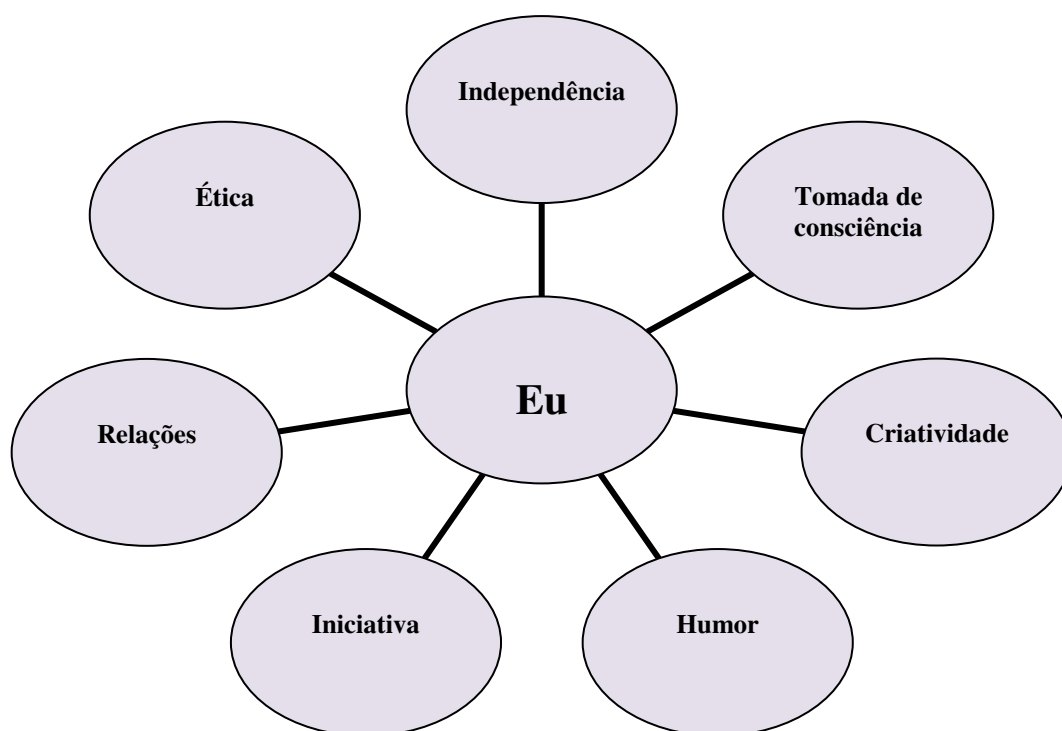 Independência
Ética
Tomada de
consciência
Eu
Relações
Criatividade
Iniciativa
Humor